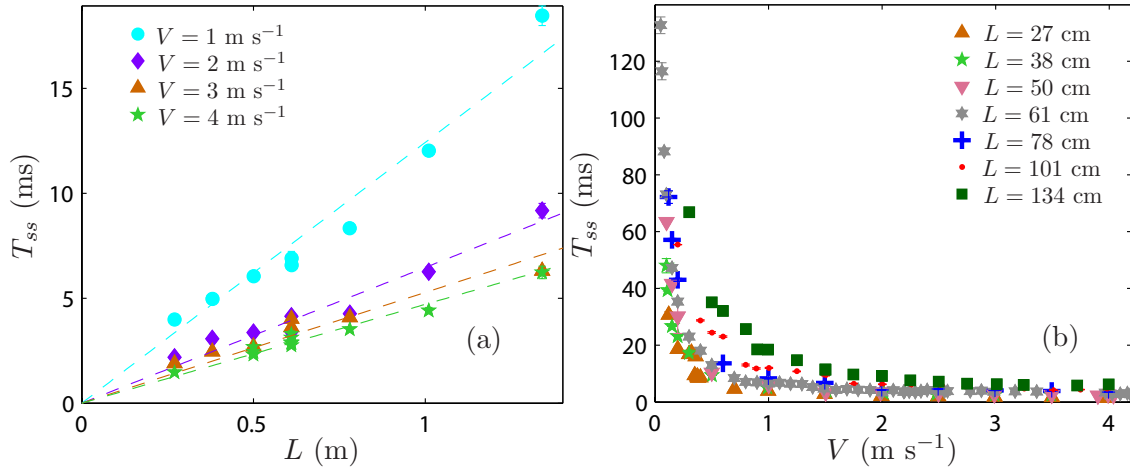 V = 1 m s⁻¹
V = 2 m s⁻¹
V = 3 m s⁻¹
V = 4 m s⁻¹
15
10
5
0
T_ss (ms)
0
0.5
1
L (m)
(a)
L = 27 cm
L = 38 cm
L = 50 cm
L = 61 cm
L = 78 cm
L = 101 cm
L = 134 cm
120
100
80
60
40
20
0
T_ss (ms)
0
1
2
3
4
V (m s⁻¹)
(b)